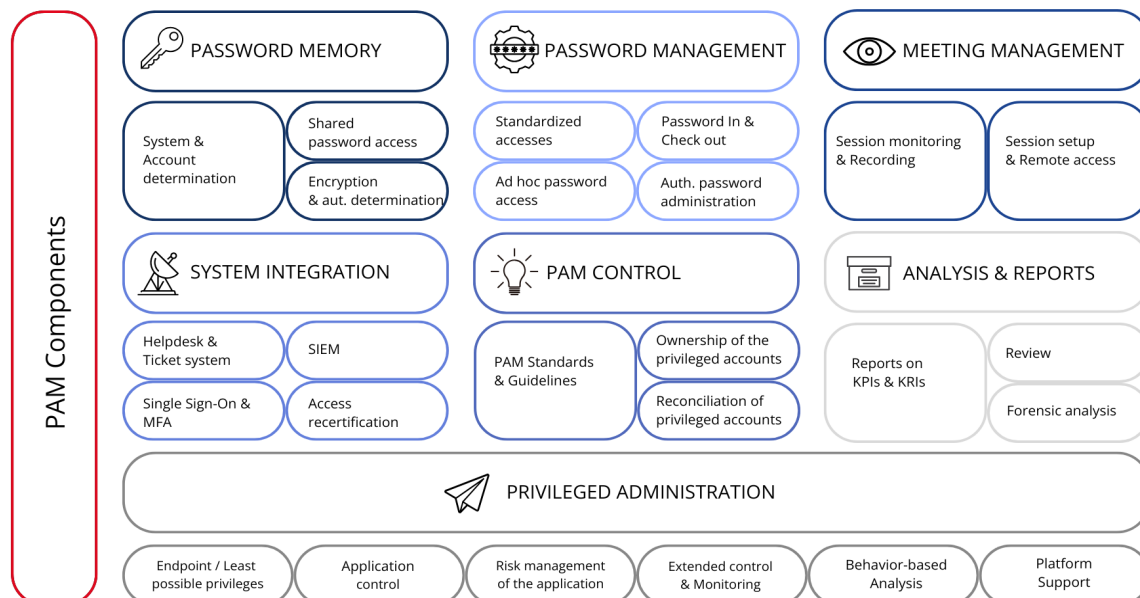 PAM Components
PASSWORD MEMORY
System &
Account
determination
Shared
password access
Encryption
& aut. determination
PASSWORD MANAGEMENT
Standardized
accesses
Password In &
Check out
Ad hoc password
access
Auth. password
administration
MEETING MANAGEMENT
Session monitoring
& Recording
Session setup
& Remote access
SYSTEM INTEGRATION
Helpdesk &
Ticket system
SIEM
Single Sign-On &
MFA
Access
recertification
PAM CONTROL
PAM Standards
& Guidelines
Ownership of the
privileged accounts
Reconciliation of
privileged accounts
ANALYSIS & REPORTS
Reports on
KPIs & KRIs
Review
Forensic analysis
PRIVILEGED ADMINISTRATION
Endpoint / Least
possible privileges
Application
control
Risk management
of the application
Extended control
& Monitoring
Behavior-based
Analysis
Platform
Support